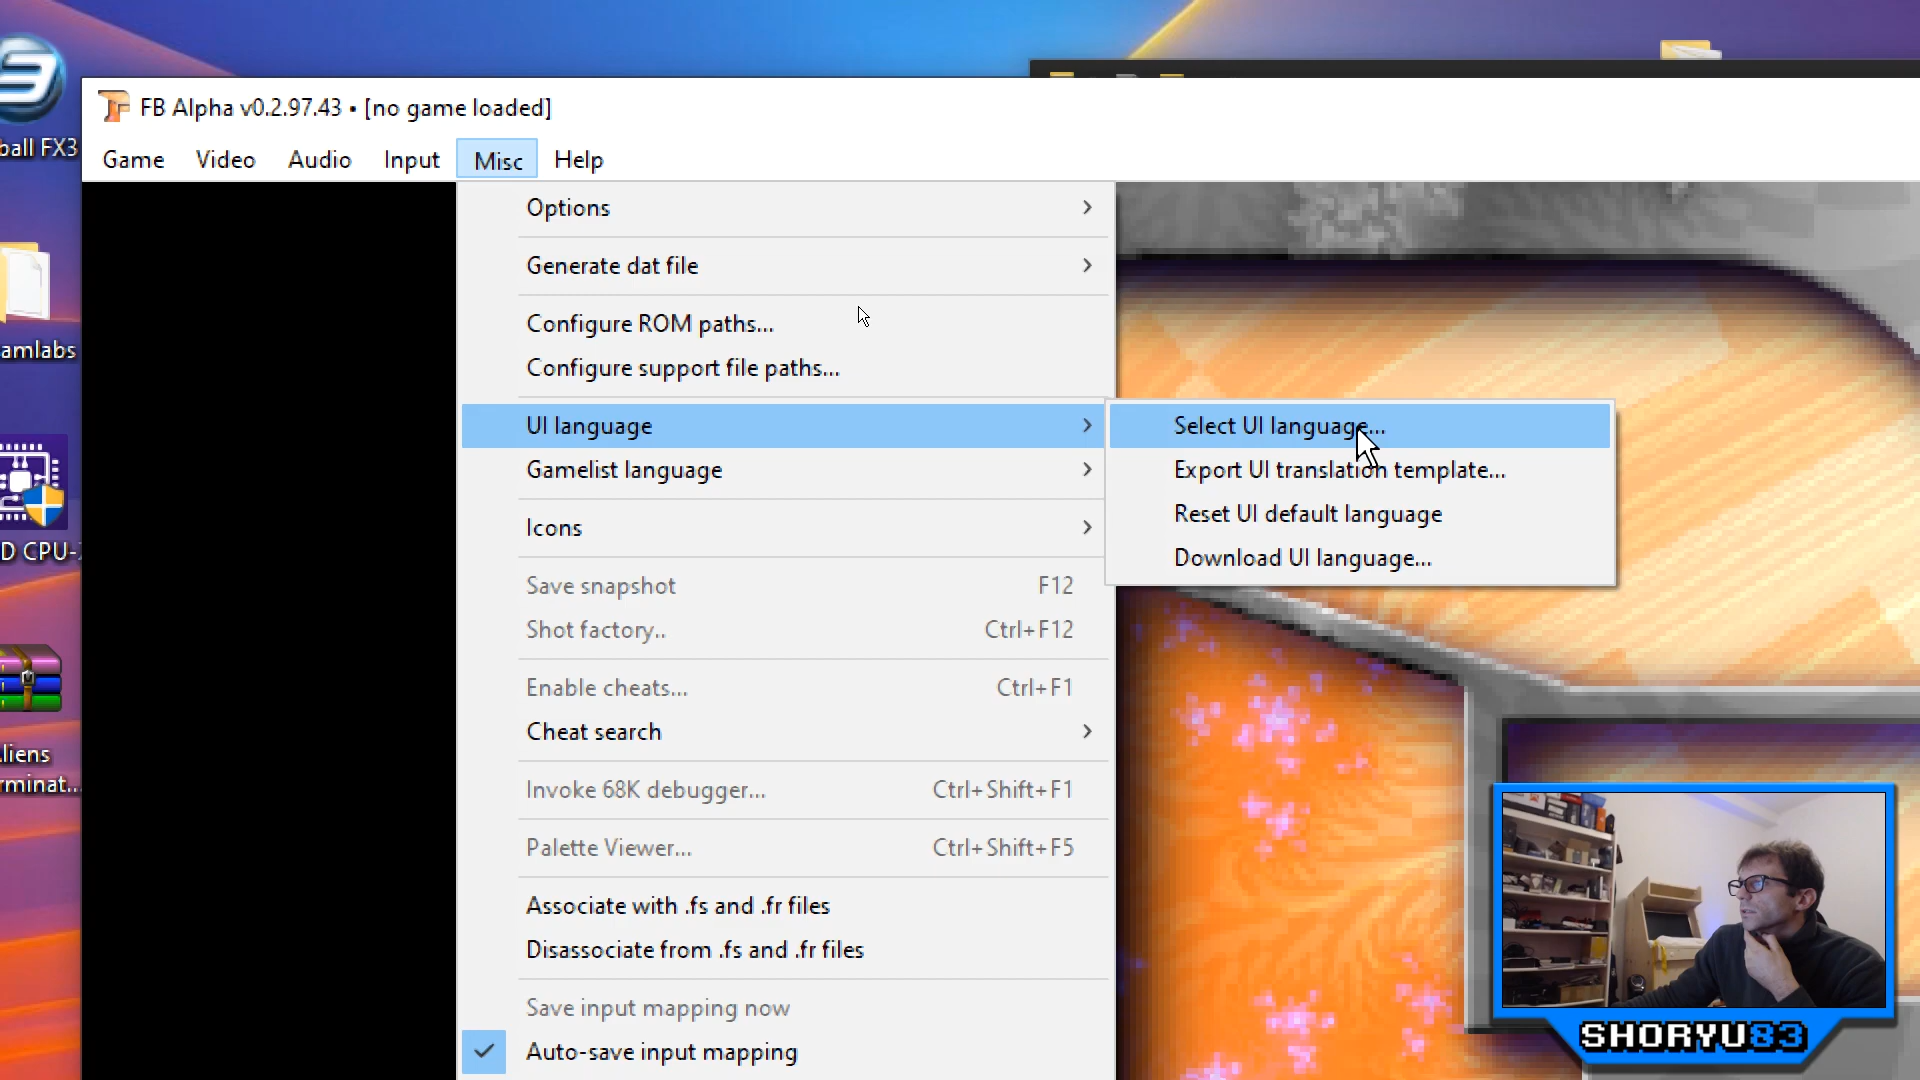 FB Alpha v0.2.97.43 • [no game loaded]
Game Video Audio Input Misc Help
Options
Generate dat file
Configure ROM paths...
Configure support file paths...
UI language
Gamelist language
Icons
Save snapshot F12
Shot factory.. Ctrl+F12
Enable cheats... Ctrl+F1
Cheat search
Invoke 68K debugger... Ctrl+Shift+F1
Palette Viewer... Ctrl+Shift+F5
Associate with .fs and .fr files
Disassociate from .fs and .fr files
Save input mapping now
Auto-save input mapping
Select UI language...
Export UI translation template...
Reset UI default language
Download UI language...
ball FX3
amlabs
D CPU-
liens
rminat...
SHORYU83